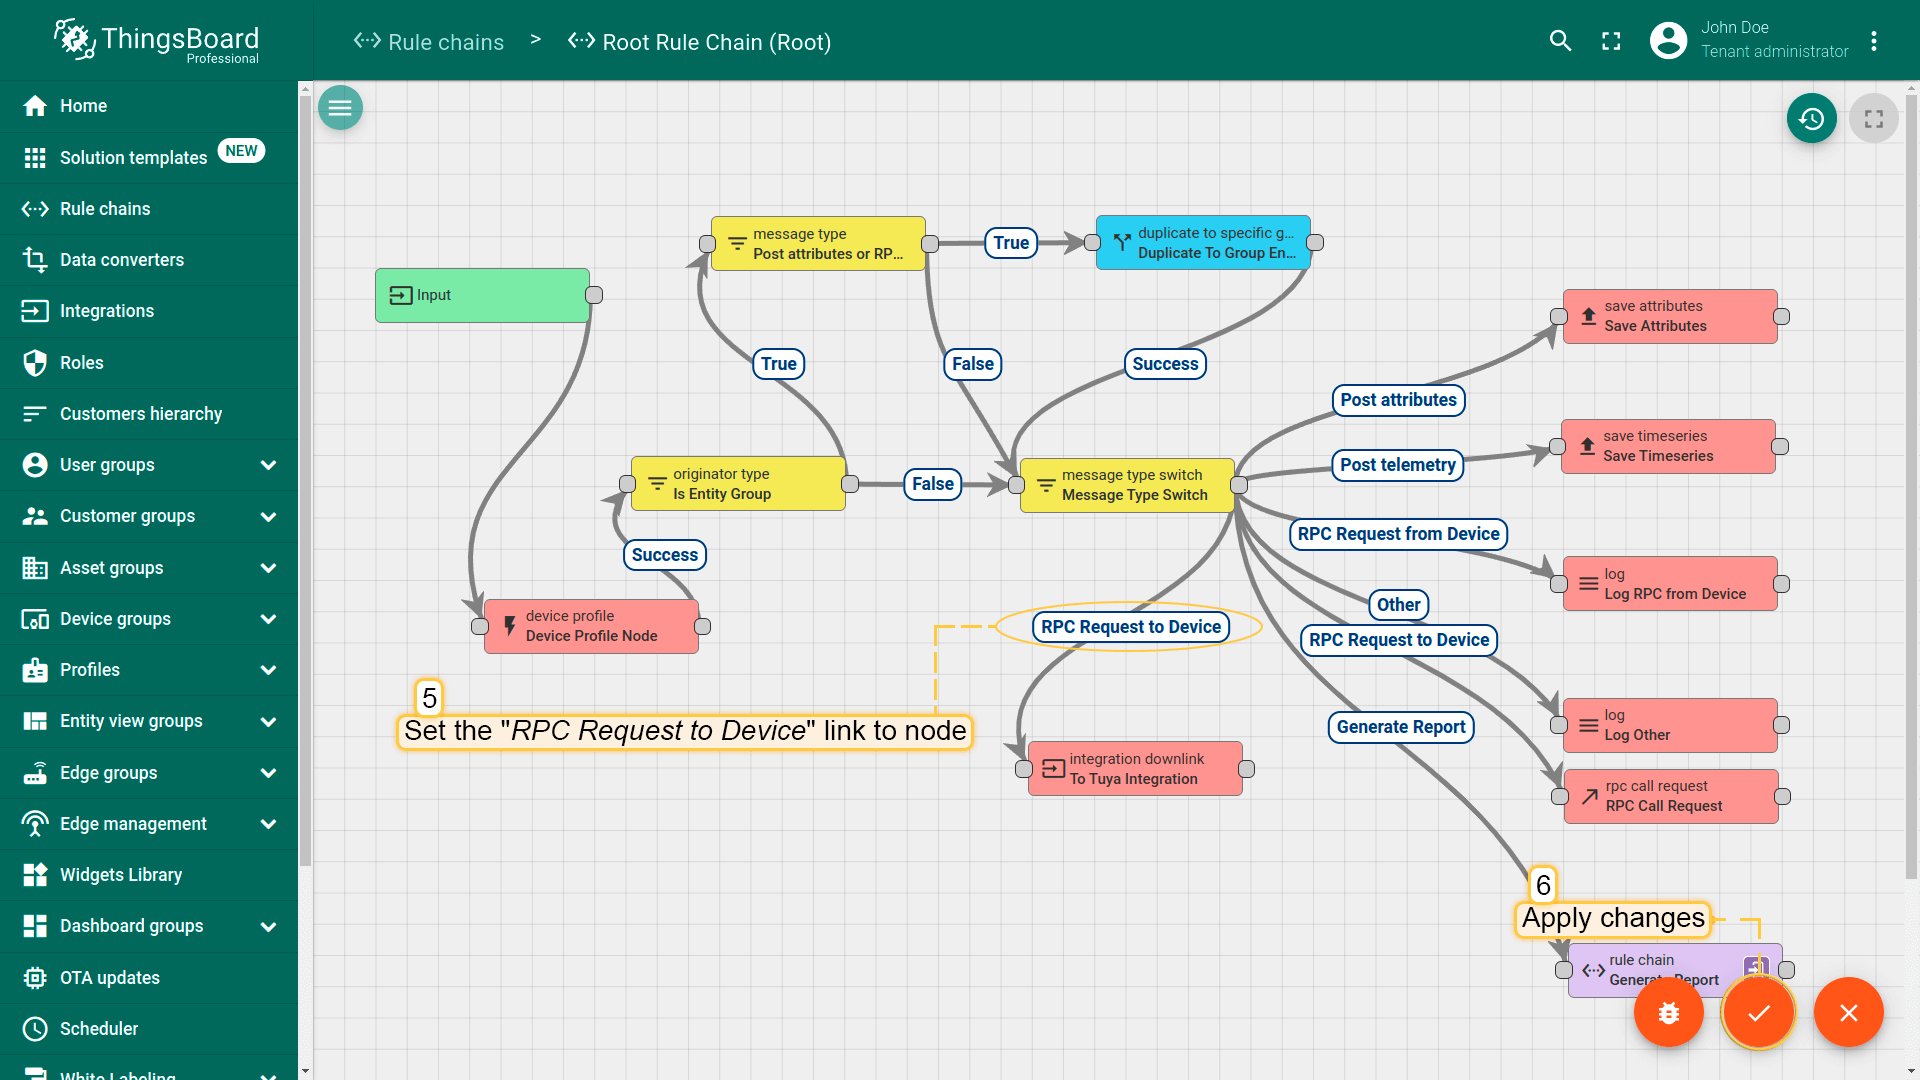 ThingsBoard
Professional
Rule chains > Root Rule Chain (Root)
John Doe
Tenant administrator
Home
Solution templates NEW
Rule chains
Data converters
Integrations
Roles
Customers hierarchy
User groups
Customer groups
Asset groups
Device groups
Profiles
Entity view groups
Edge groups
Edge management
Widgets Library
Dashboard groups
OTA updates
Scheduler
White Labeling
Input
message type
Post attributes or RP...
True
duplicate to specific g...
Duplicate To Group En...
True
False
Success
save attributes
Save Attributes
Post attributes
save timeseries
Save Timeseries
Post telemetry
originator type
Is Entity Group
False
message type switch
Message Type Switch
Success
RPC Request from Device
log
Log RPC from Device
device profile
Device Profile Node
RPC Request to Device
Other
RPC Request to Device
5
Set the "RPC Request to Device" link to node
Generate Report
log
Log Other
integration downlink
To Tuya Integration
rpc call request
RPC Call Request
6
Apply changes
rule chain
Generate Report